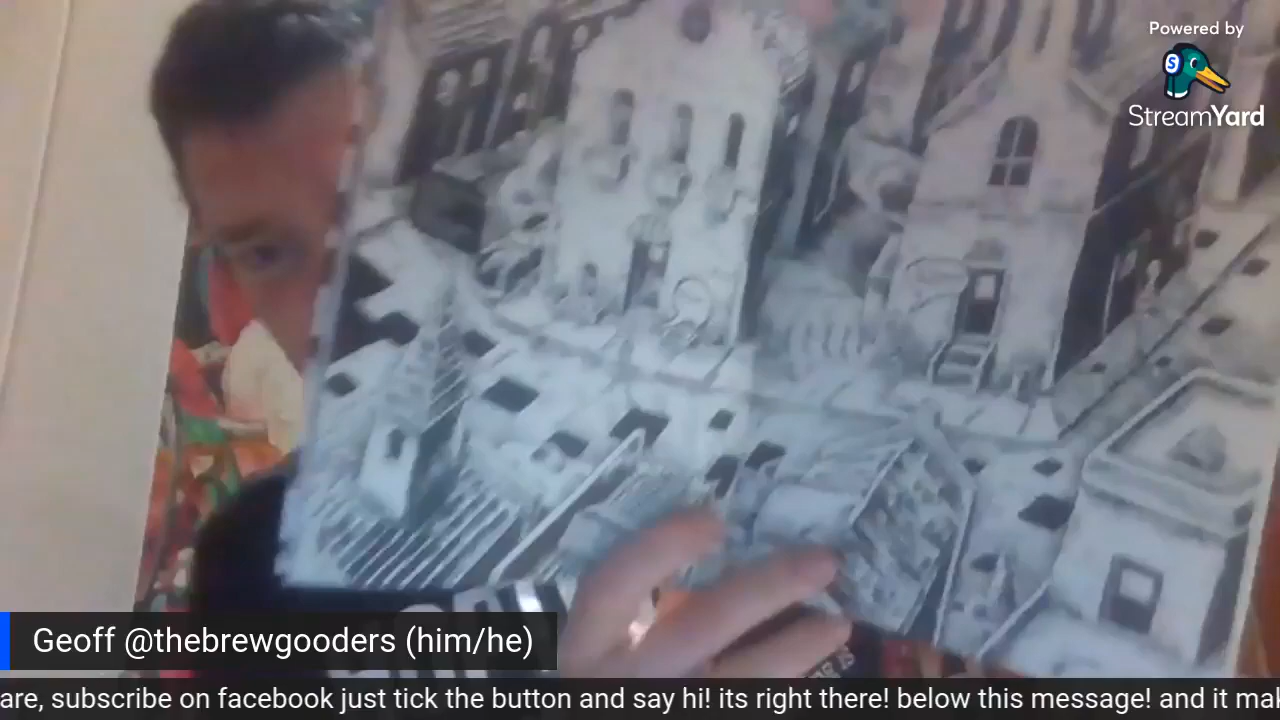 Powered by
StreamYard
Geoff @thebrewgooders (him/he)
are, subscribe on facebook just tick the button and say hi! its right there! below this message! and it mal